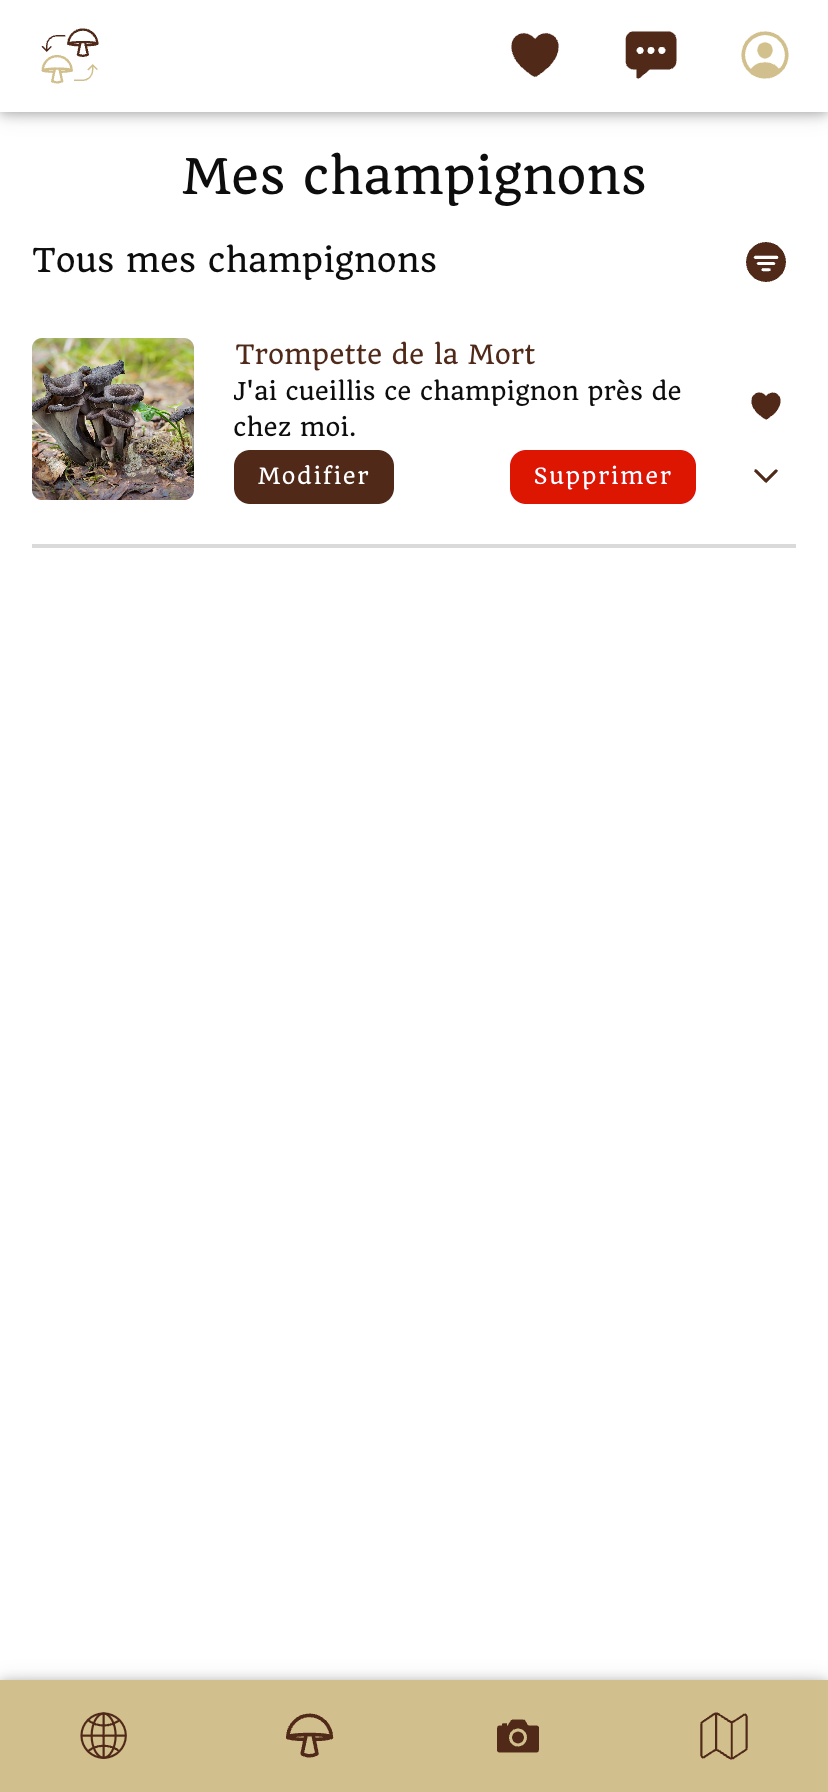 Mes champignons
Tous mes champignons
Trompette de la Mort
J'ai cueillis ce champignon près de
chez moi.
Modifier
Supprimer